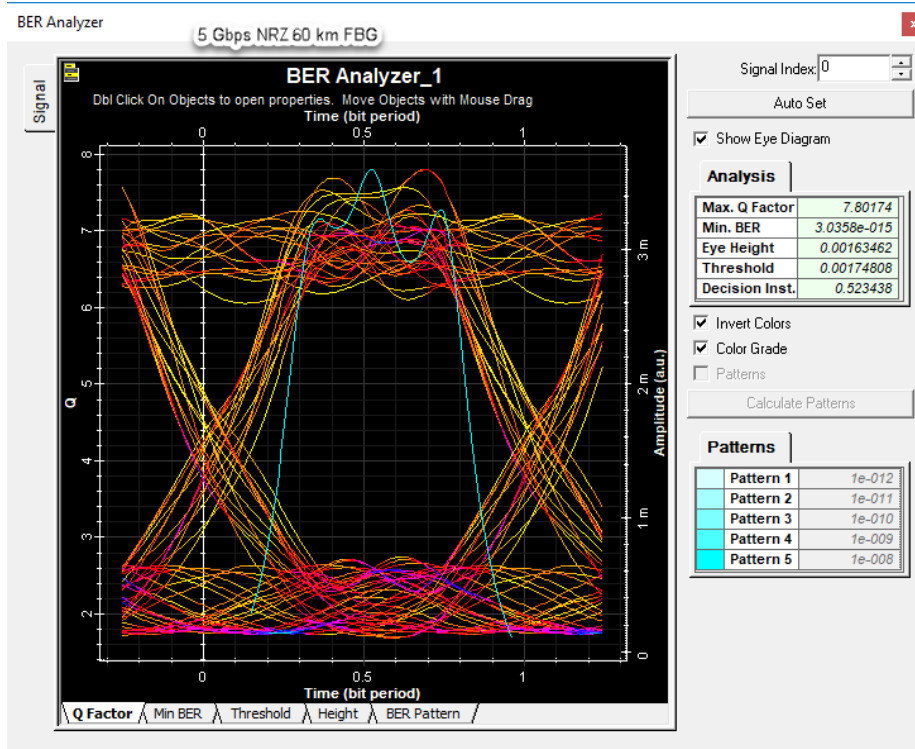 BER Analyzer
x
5 Gbps NRZ 60 km FBG
Signal
BER Analyzer_1
Dbl Click On Objects to open properties. Move Objects with Mouse Drag
Time (bit period)
0 0.5 1
8
7
6
5
4
3
2
Q
3 m
2 m
1 m
0
Amplitude (a.u.)
0 0.5 1
Time (bit period)
Q Factor Min BER Threshold Height BER Pattern
Signal Index: 0
Auto Set
Show Eye Diagram
Analysis
Max. Q Factor 7.80174
Min. BER 3.0358e-015
Eye Height 0.00163462
Threshold 0.00174808
Decision Inst. 0.523438
Invert Colors
Color Grade
Patterns
Calculate Patterns
Patterns
Pattern 1 1e-012
Pattern 2 1e-011
Pattern 3 1e-010
Pattern 4 1e-009
Pattern 5 1e-008